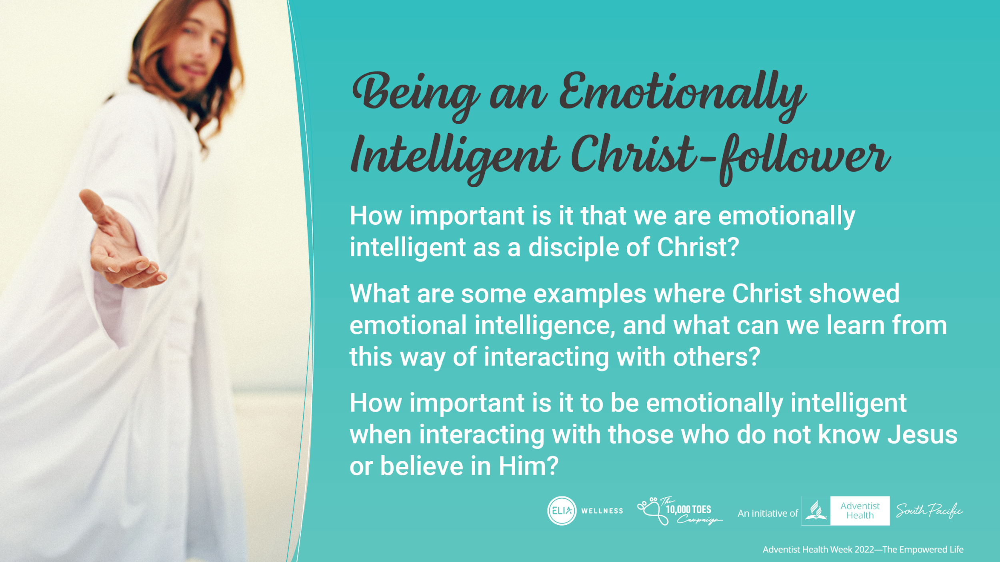 Being an Emotionally
Intelligent Christ-follower
How important is it that we are emotionally
intelligent as a disciple of Christ?
What are some examples where Christ showed
emotional intelligence, and what can we learn from
this way of interacting with others?
How important is it to be emotionally intelligent
when interacting with those who do not know Jesus
or believe in Him?
ELIA WELLNESS
The
10,000 TOES
Campaign
An initiative of
Adventist
Health
South Pacific
Adventist Health Week 2022—The Empowered Life